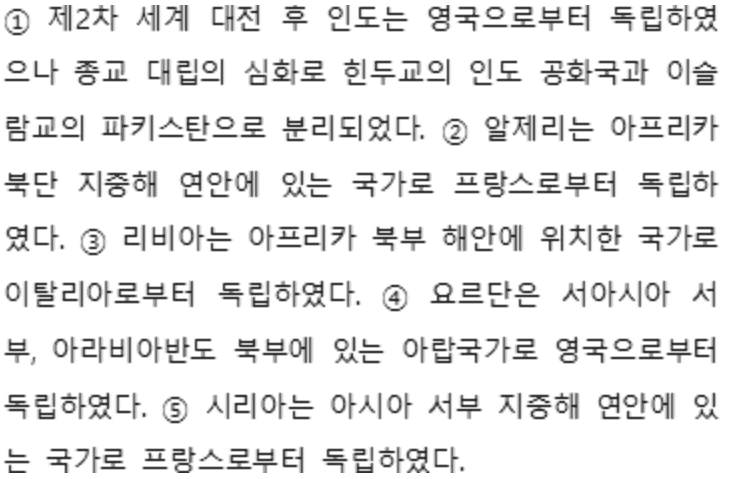 ① 제2차 세계 대전 후 인도는 영국으로부터 독립하였
으나 종교 대립의 심화로 힌두교의 인도 공화국과 이슬
람교의 파키스탄으로 분리되었다. ② 알제리는 아프리카
북단 지중해 연안에 있는 국가로 프랑스로부터 독립하
였다. ③ 리비아는 아프리카 북부 해안에 위치한 국가로
이탈리아로부터 독립하였다. ④ 요르단은 서아시아 서
부, 아라비아반도 북부에 있는 아랍국가로 영국으로부터
독립하였다. ⑤ 시리아는 아시아 서부 지중해 연안에 있
는 국가로 프랑스로부터 독립하였다.